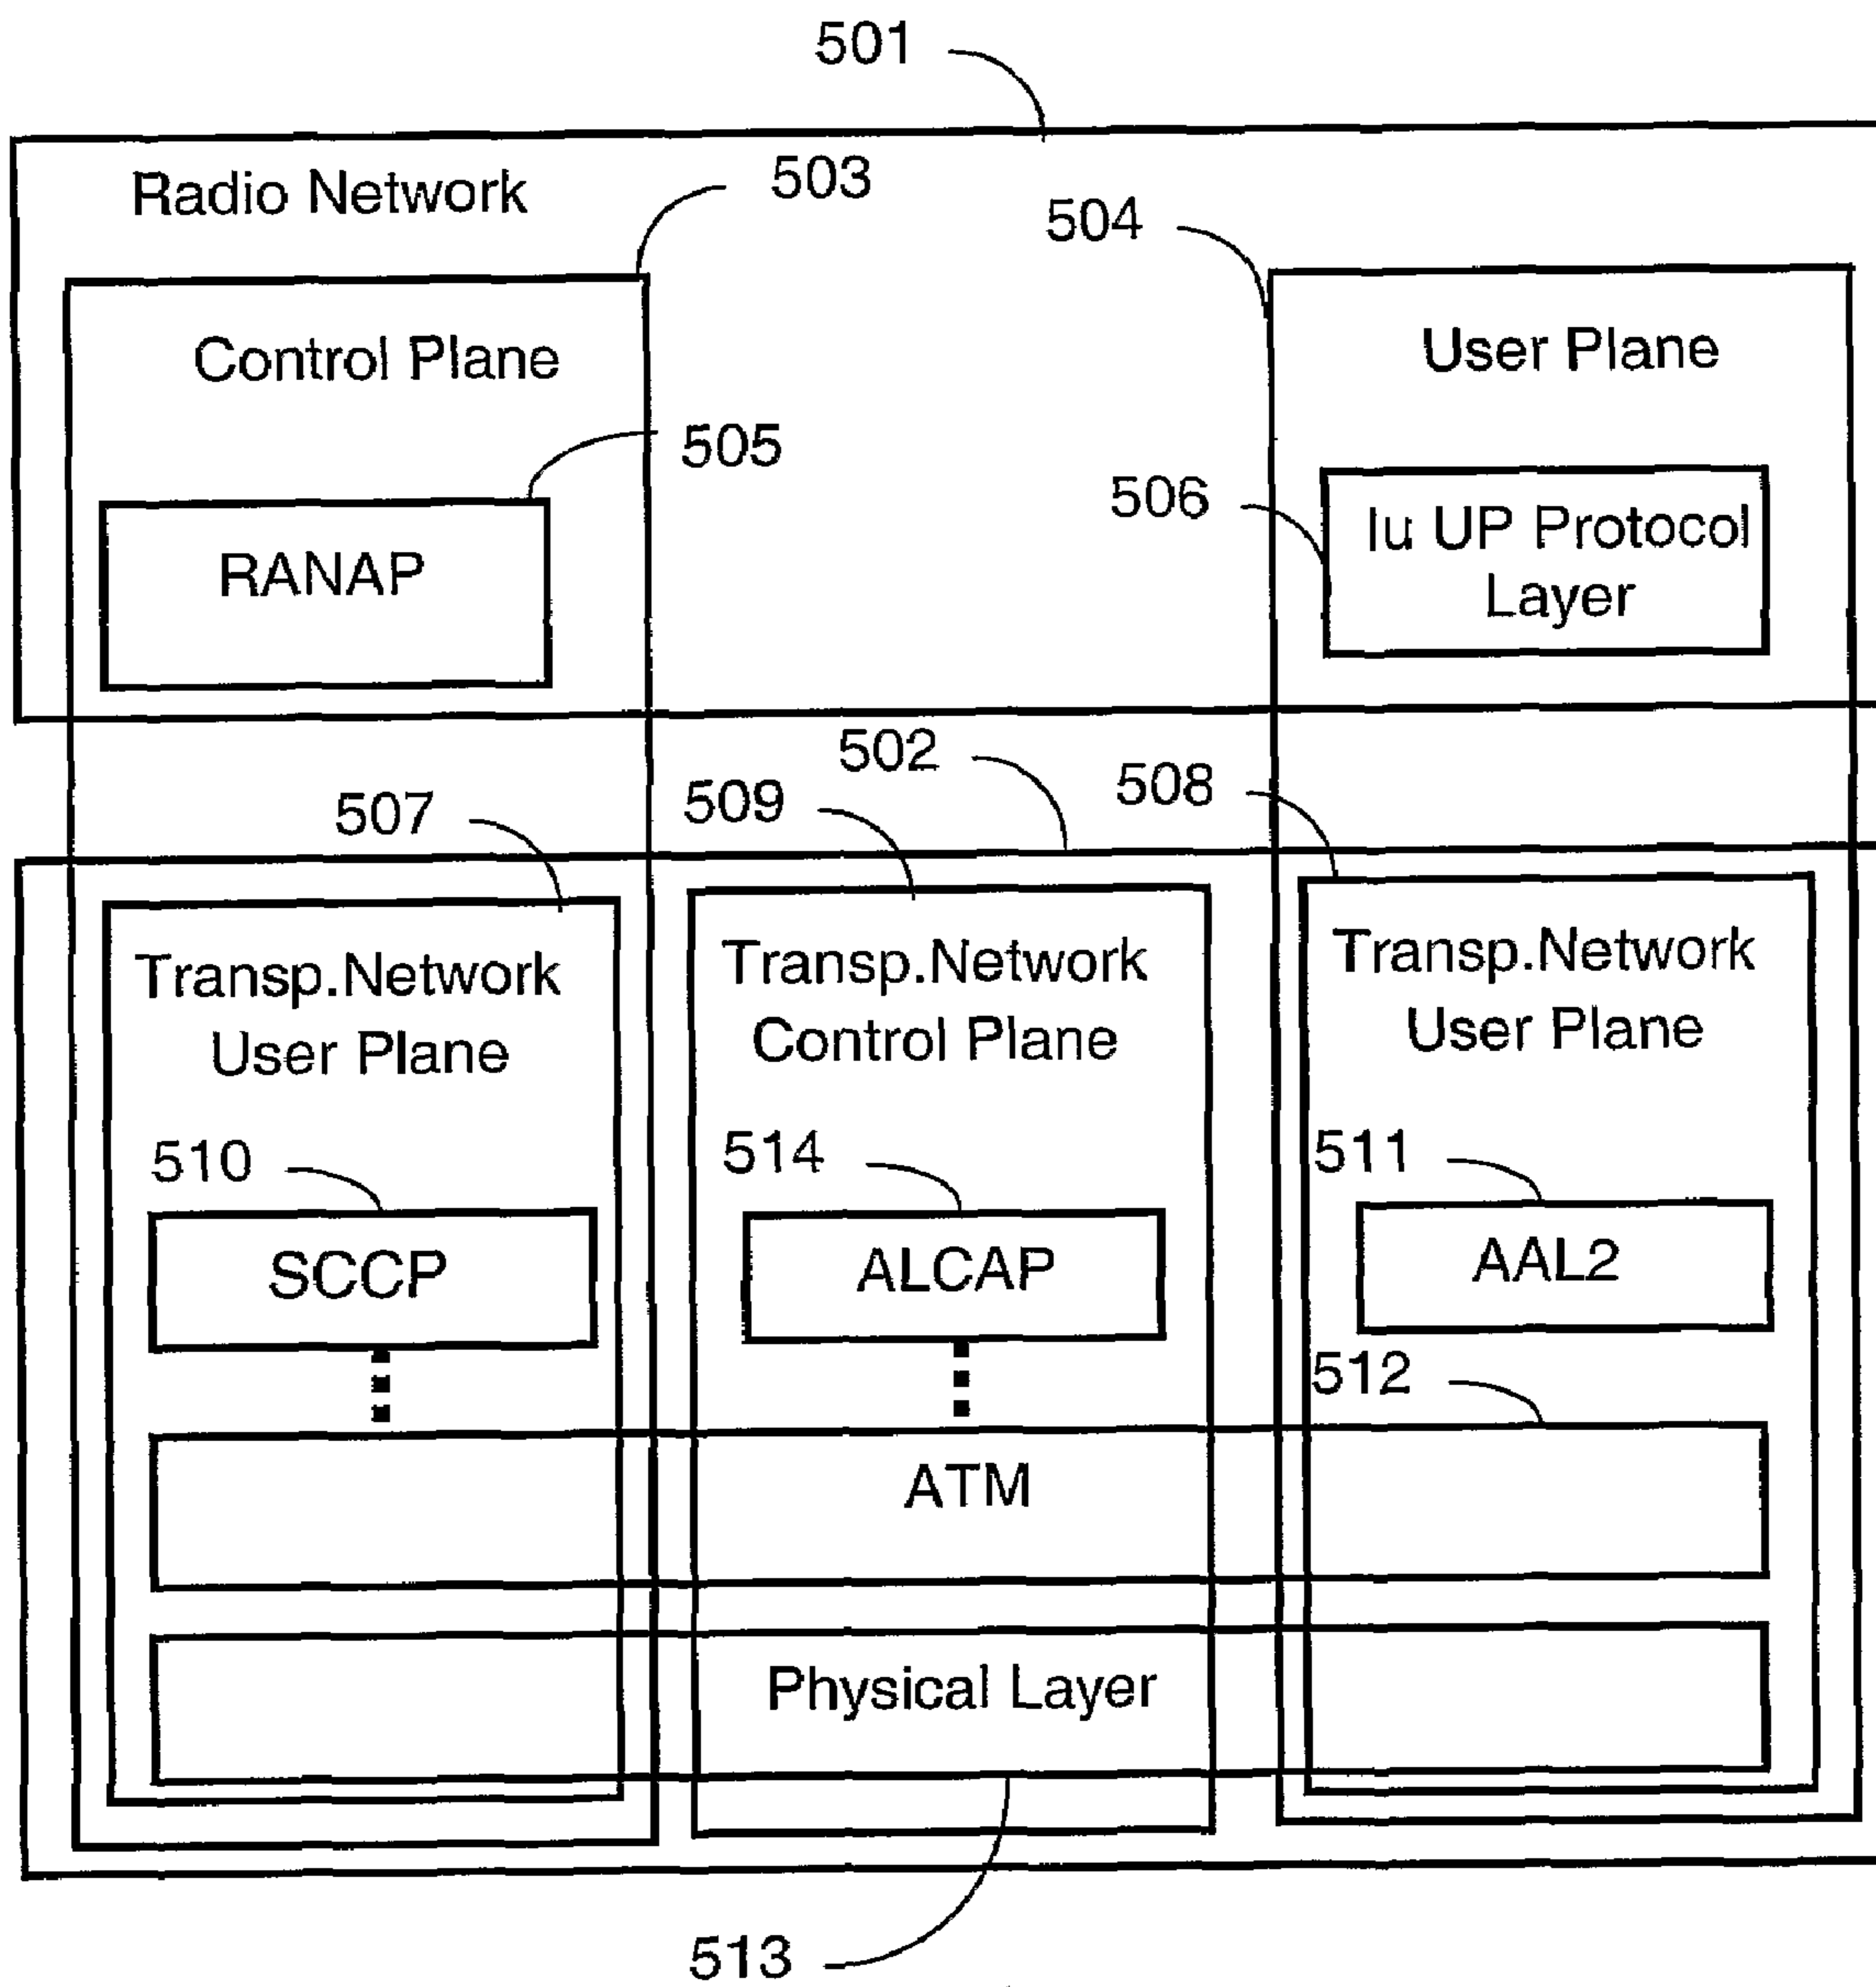 501
Radio Network
503
504
Control Plane
User Plane
505
506
RANAP
Iu UP Protocol
Layer
502
507
509
508
Transp.Network
User Plane
Transp.Network
Control Plane
Transp.Network
User Plane
510
514
511
SCCP
ALCAP
AAL2
512
ATM
Physical Layer
513